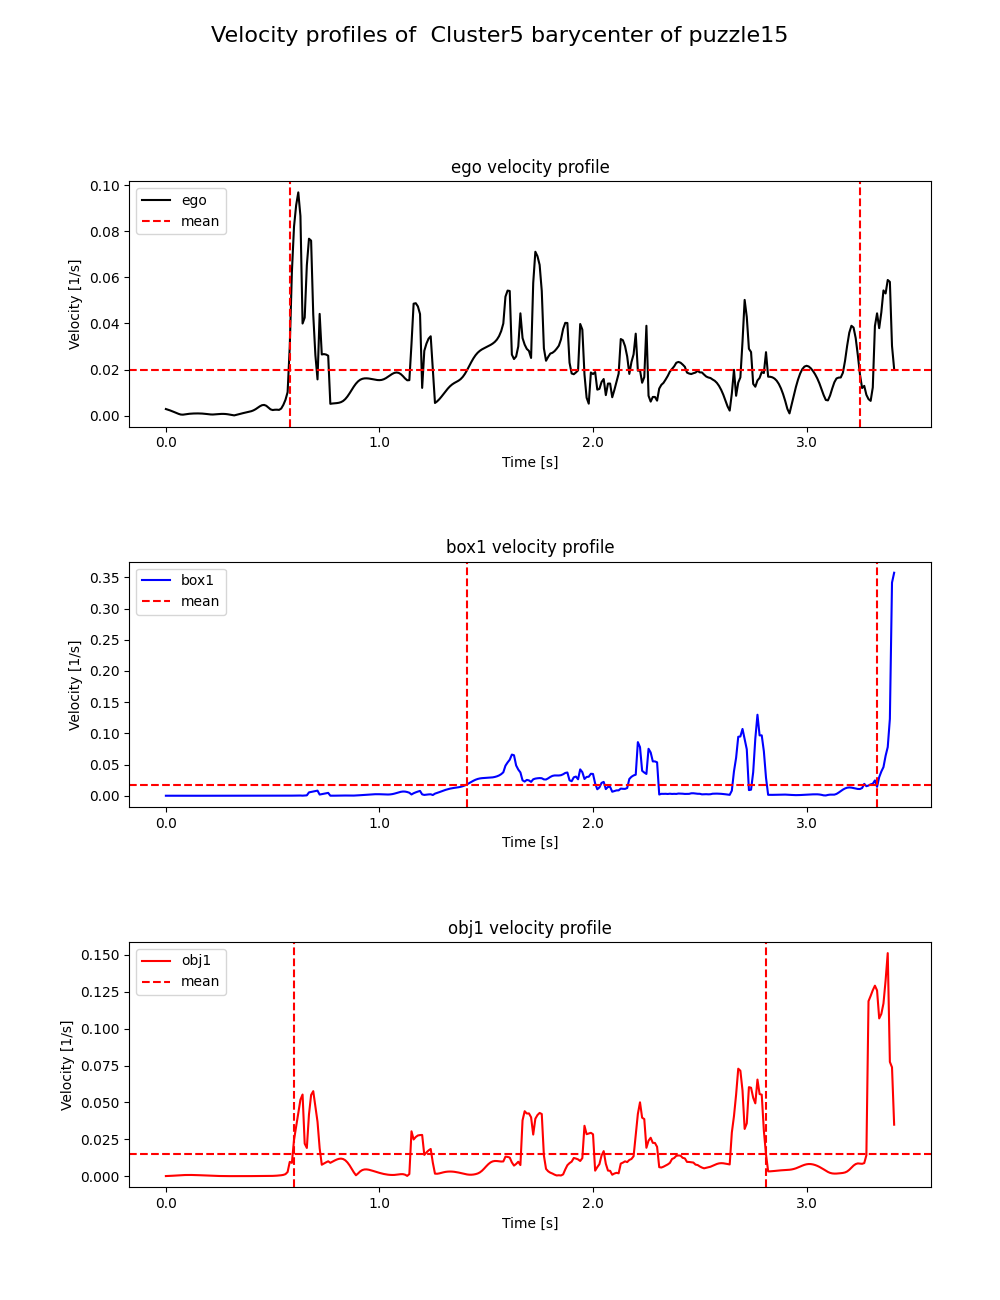 Velocity profiles of  Cluster5 barycenter of puzzle15
ego velocity profile
ego
mean
Velocity [1/s]
0.10
0.08
0.06
0.04
0.02
0.00
0.0 1.0 2.0 3.0
Time [s]
box1 velocity profile
box1
mean
Velocity [1/s]
0.35
0.30
0.25
0.20
0.15
0.10
0.05
0.00
0.0 1.0 2.0 3.0
Time [s]
obj1 velocity profile
obj1
mean
Velocity [1/s]
0.150
0.125
0.100
0.075
0.050
0.025
0.000
0.0 1.0 2.0 3.0
Time [s]